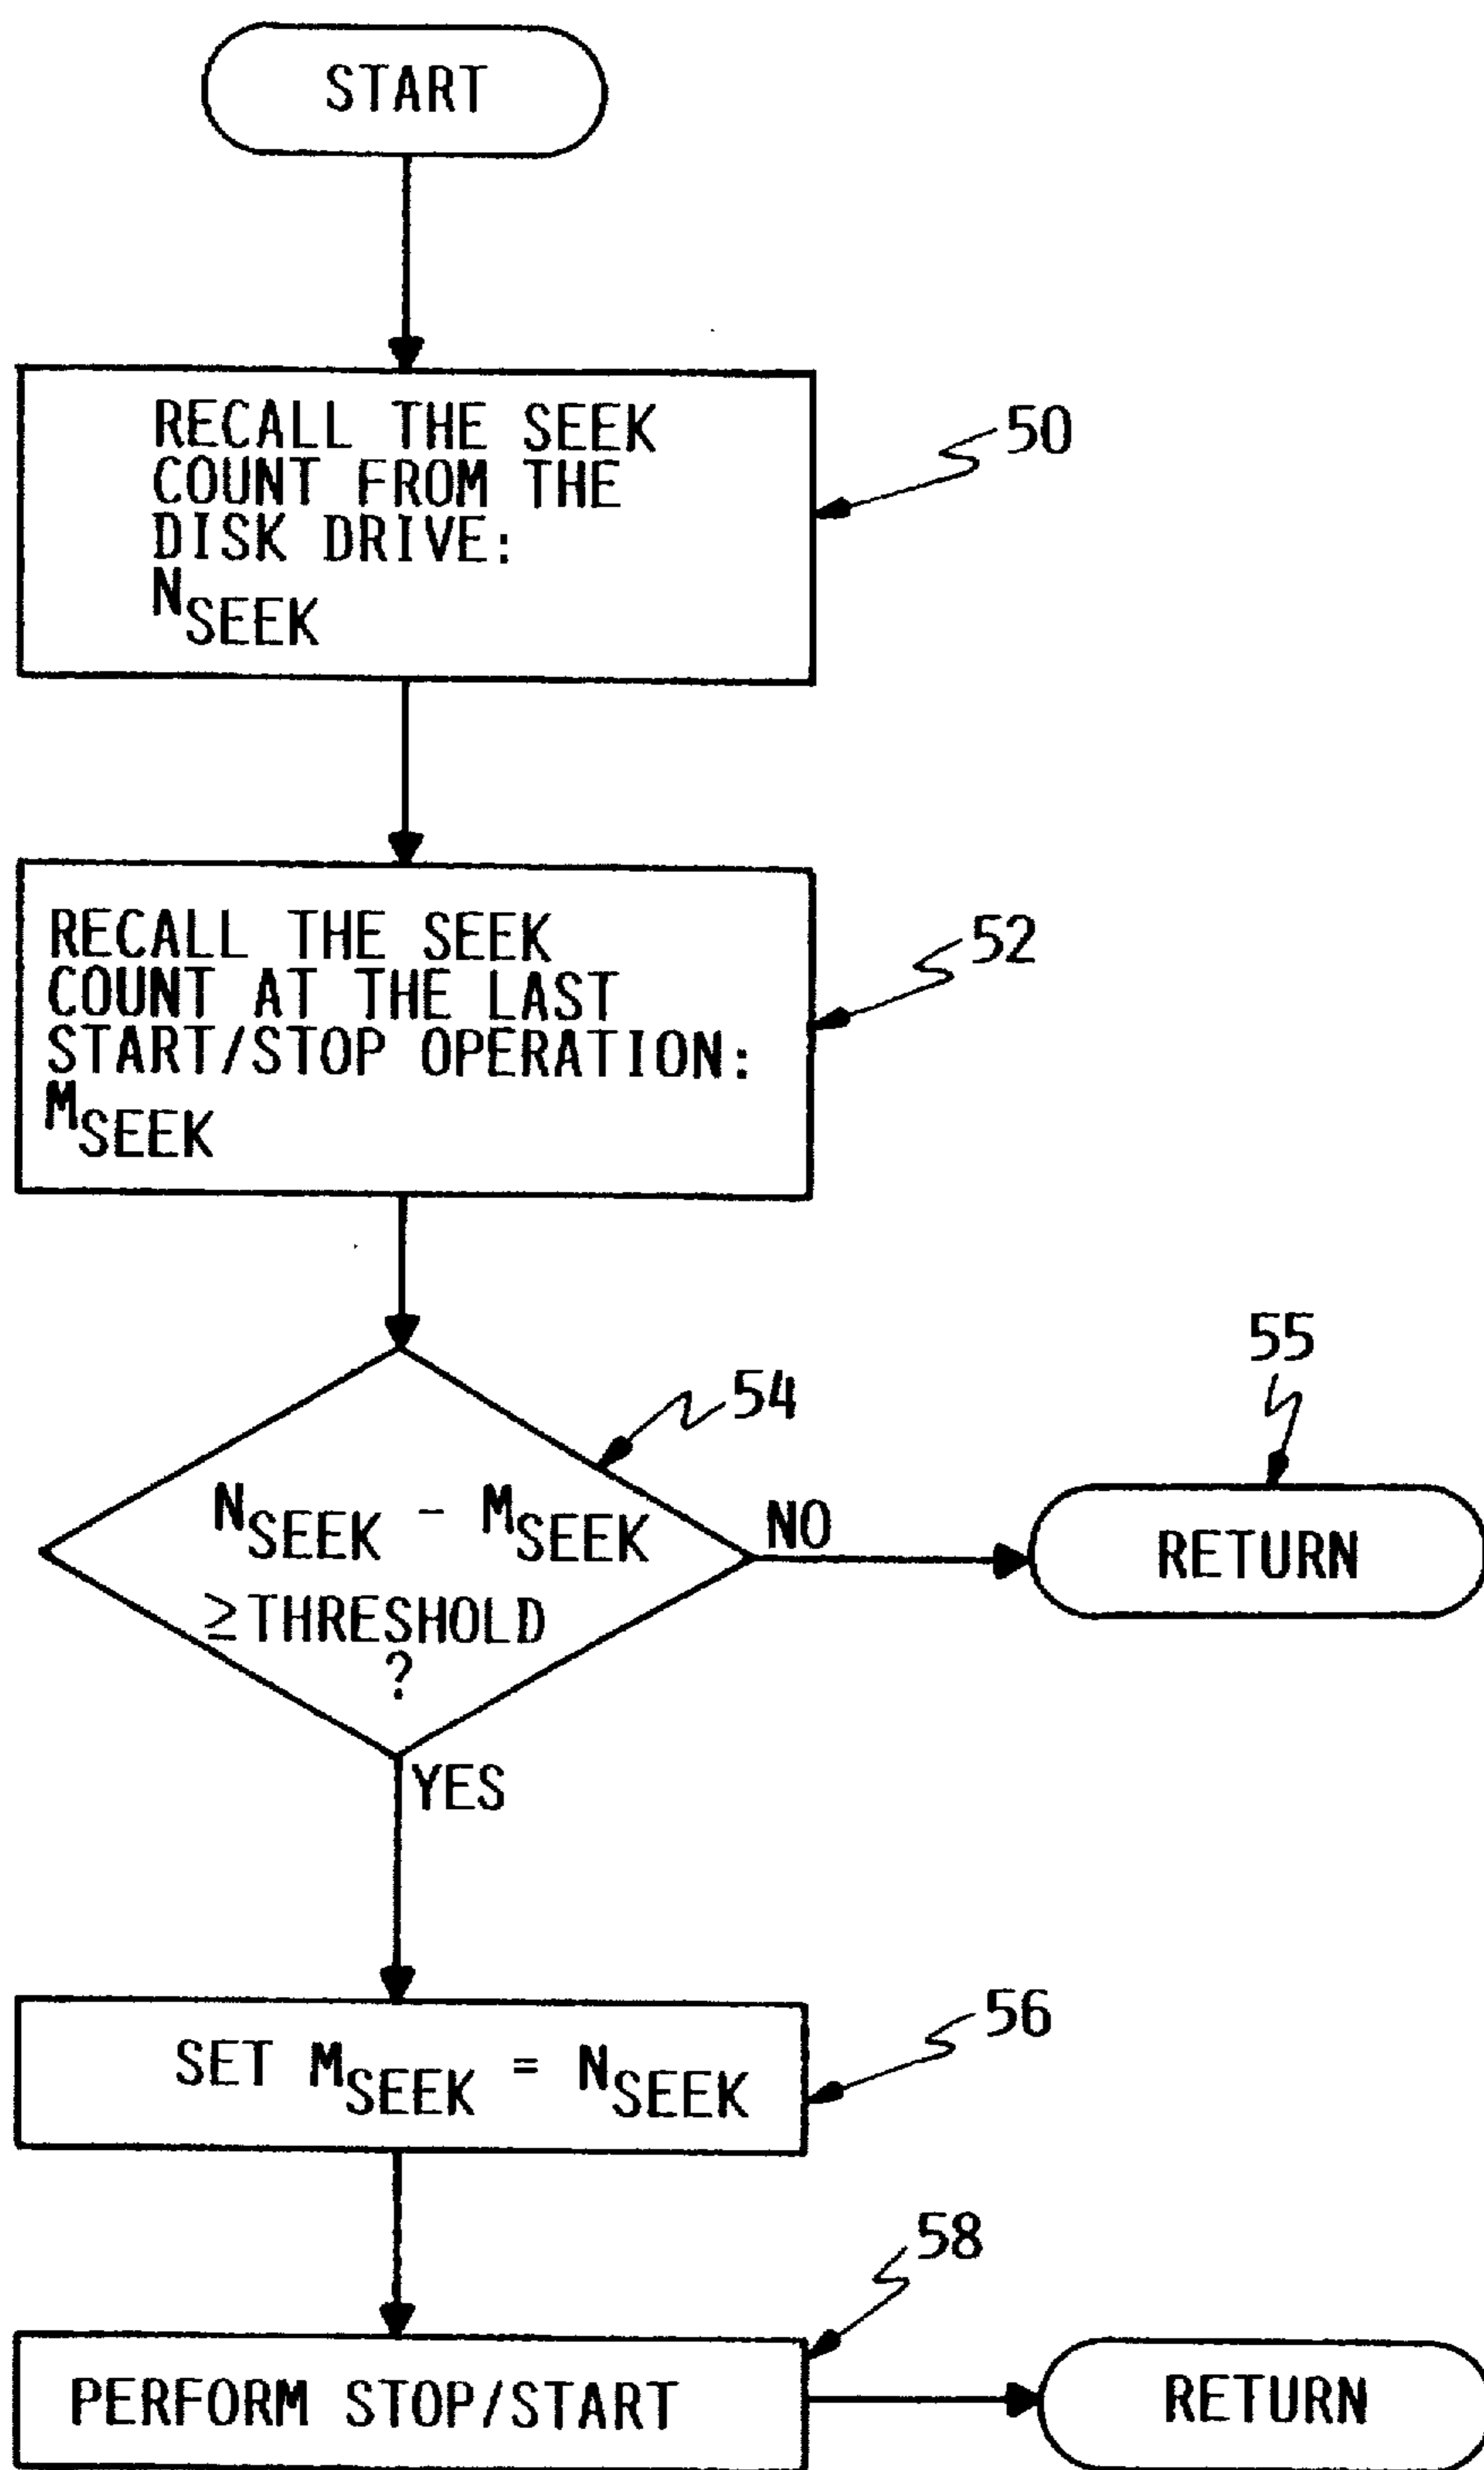 START
RECALL THE SEEK
COUNT FROM THE
DISK DRIVE:
NSEEK
50
RECALL THE SEEK
COUNT AT THE LAST
START/STOP OPERATION:
MSEEK
52
NSEEK - MSEEK
≥THRESHOLD
?
54
NO
55
RETURN
YES
SET MSEEK = NSEEK
56
PERFORM STOP/START
58
RETURN